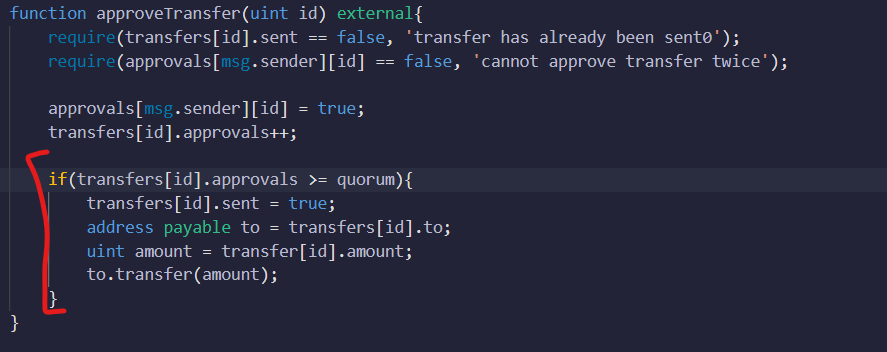 function approveTransfer(uint id) external{
require(transfers[id].sent == false, 'transfer has already been sent0');
require(approvals[msg.sender][id] == false, 'cannot approve transfer twice');
approvals[msg.sender][id] = true;
transfers[id].approvals++;
if(transfers[id].approvals >= quorum){
transfers[id].sent = true;
address payable to = transfers[id].to;
uint amount = transfer[id].amount;
to.transfer(amount);
}
}